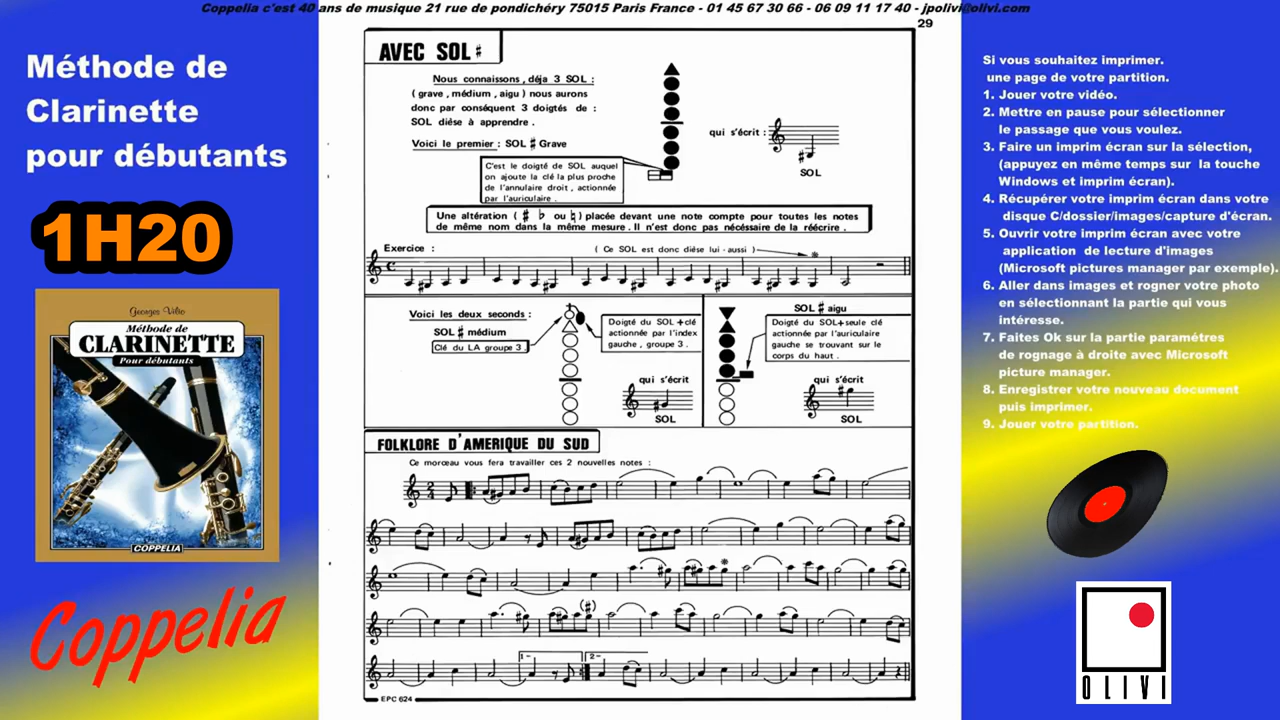 Coppelia c'est 40 ans de musique 21 rue de pondichéry 75015 Paris France - 01 45 67 30 66 - 06 09 11 17 40 - jpolivi@olivi.com
Méthode de
Clarinette
pour débutants
1H20
Georges Vilio
Méthode de
CLARINETTE
Pour débutants
COPPELIA
Coppelia
29
AVEC SOL ♯
Nous connaissons , déja 3 SOL :
( grave , médium , aigu ) nous aurons
donc par conséquent 3 doigtés de :
SOL dièse à apprendre .
Voici le premier : SOL ♯ Grave
C'est le doigté de SOL auquel
on ajoute la clé la plus proche
de l'annulaire droit , actionnée
par l'auriculaire .
qui s'écrit :
SOL
Une altération ( ♯ ♭ ou ♮ ) placée devant une note compte pour toutes les notes
de même nom dans la même mesure . Il n'est donc pas nécéssaire de la réécrire .
Exercice :
( Ce SOL est donc dièse lui - aussi )
Voici les deux seconds :
SOL ♯ médium
Clé du LA groupe 3
Doigté du SOL + clé
actionnée par l'index
gauche , groupe 3 .
qui s'écrit
SOL
SOL ♯ aigu
Doigté du SOL + seule clé
actionnée par l'auriculaire
gauche se trouvant sur le
corps du haut .
qui s'écrit
SOL
FOLKLORE D'AMERIQUE DU SUD
Ce morceau vous fera travailler ces 2 nouvelles notes :
2
4
1
2
EPC 624
Si vous souhaitez imprimer.
une page de votre partition.
1. Jouer votre vidéo.
2. Mettre en pause pour sélectionner
le passage que vous voulez.
3. Faire un imprim écran sur la sélection,
(appuyez en même temps sur la touche
Windows et imprim écran).
4. Récupérer votre imprim écran dans votre
disque C/dossier/images/capture d'écran.
5. Ouvrir votre imprim écran avec votre
application de lecture d'images
(Microsoft pictures manager par exemple).
6. Aller dans images et rogner votre photo
en sélectionnant la partie qui vous
intéresse.
7. Faites Ok sur la partie paramétres
de rognage à droite avec Microsoft
picture manager.
8. Enregistrer votre nouveau document
puis imprimer.
9. Jouer votre partition.
OLIVI